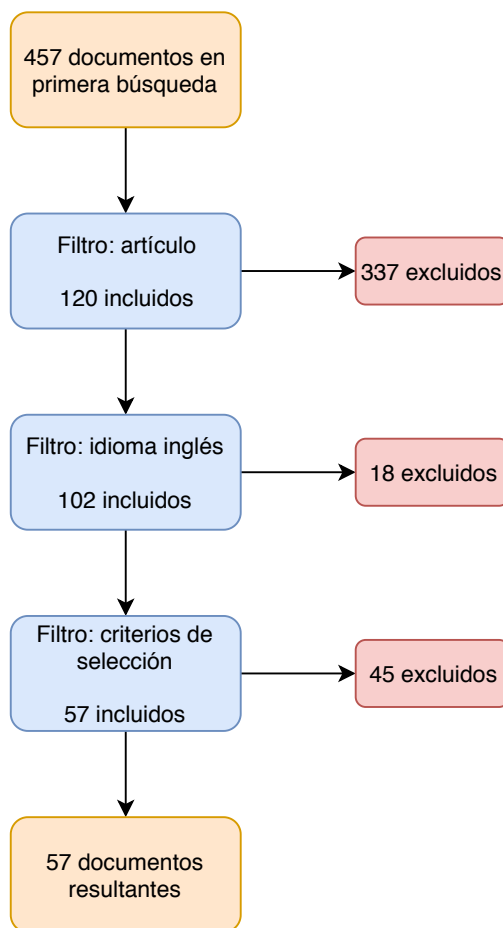 457 documentos en
primera búsqueda
Filtro: artículo
120 incluidos
337 excluidos
Filtro: idioma inglés
102 incluidos
18 excluidos
Filtro: criterios de
selección
57 incluidos
45 excluidos
57 documentos
resultantes